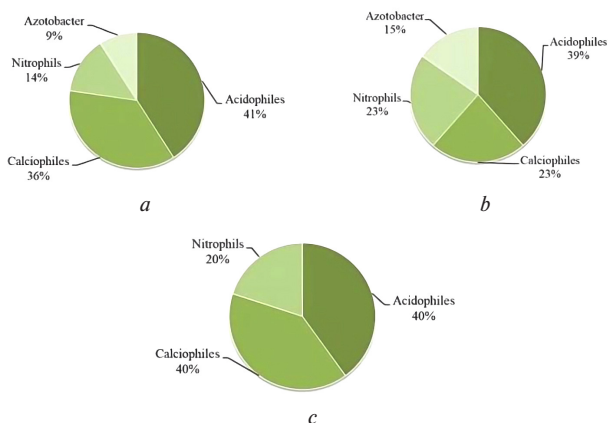 Azotobacter
9%
Nitrophils
14%
Acidophiles
41%
Calciophiles
36%
a
Azotobacter
15%
Acidophiles
39%
Nitrophils
23%
Calciophiles
23%
b
Nitrophils
20%
Acidophiles
40%
Calciophiles
40%
c